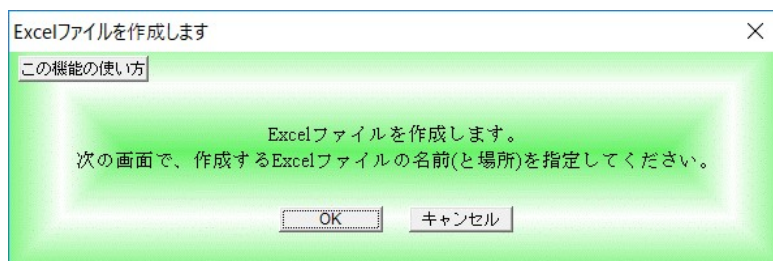 Excelファイルを作成します
この機能の使い方
Excelファイルを作成します。
次の画面で、作成するExcelファイルの名前(と場所)を指定してください。
OK
キャンセル